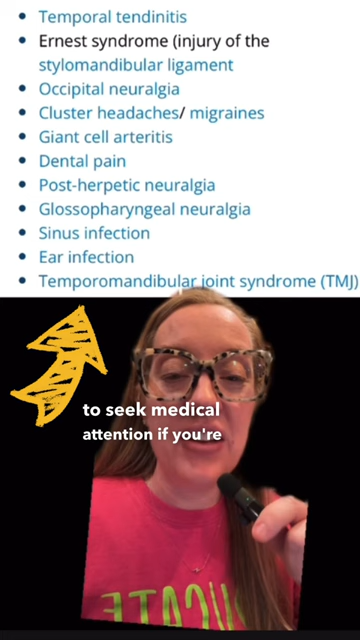 Temporal tendinitis
Ernest syndrome (injury of the
stylomandibular ligament
Occipital neuralgia
Cluster headaches/ migraines
Giant cell arteritis
Dental pain
Post-herpetic neuralgia
Glossopharyngeal neuralgia
Sinus infection
Ear infection
Temporomandibular joint syndrome (TMJ)
to seek medical
attention if you're